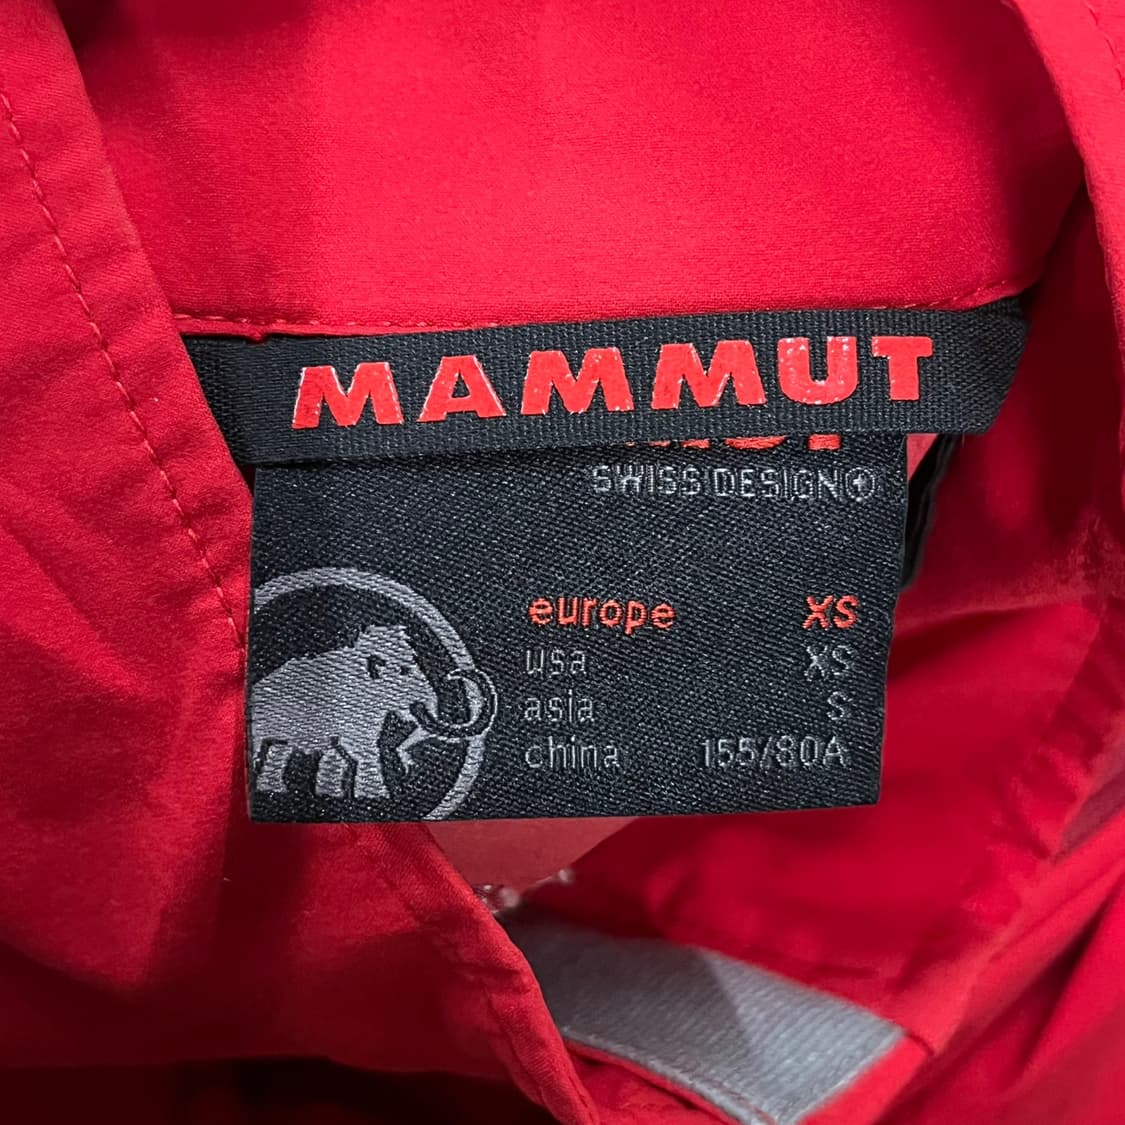 MAMMUT
SWISS DESIGN
europe XS
usa XS
asia S
china 155/80A